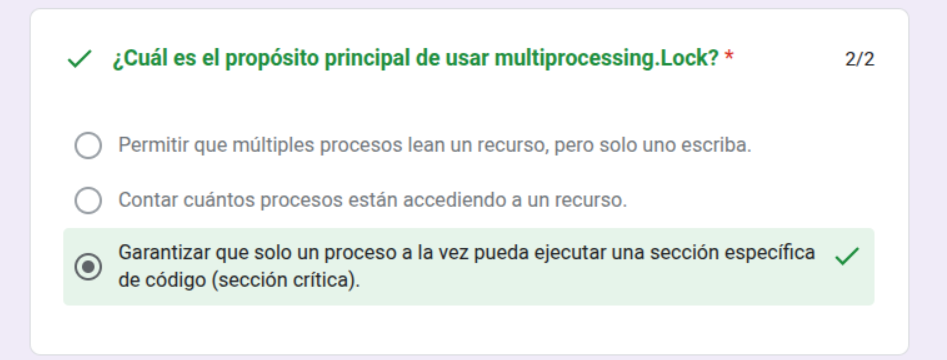 ¿Cuál es el propósito principal de usar multiprocessing.Lock? * 2/2
Permitir que múltiples procesos lean un recurso, pero solo uno escriba.
Contar cuántos procesos están accediendo a un recurso.
Garantizar que solo un proceso a la vez pueda ejecutar una sección específica
de código (sección crítica).